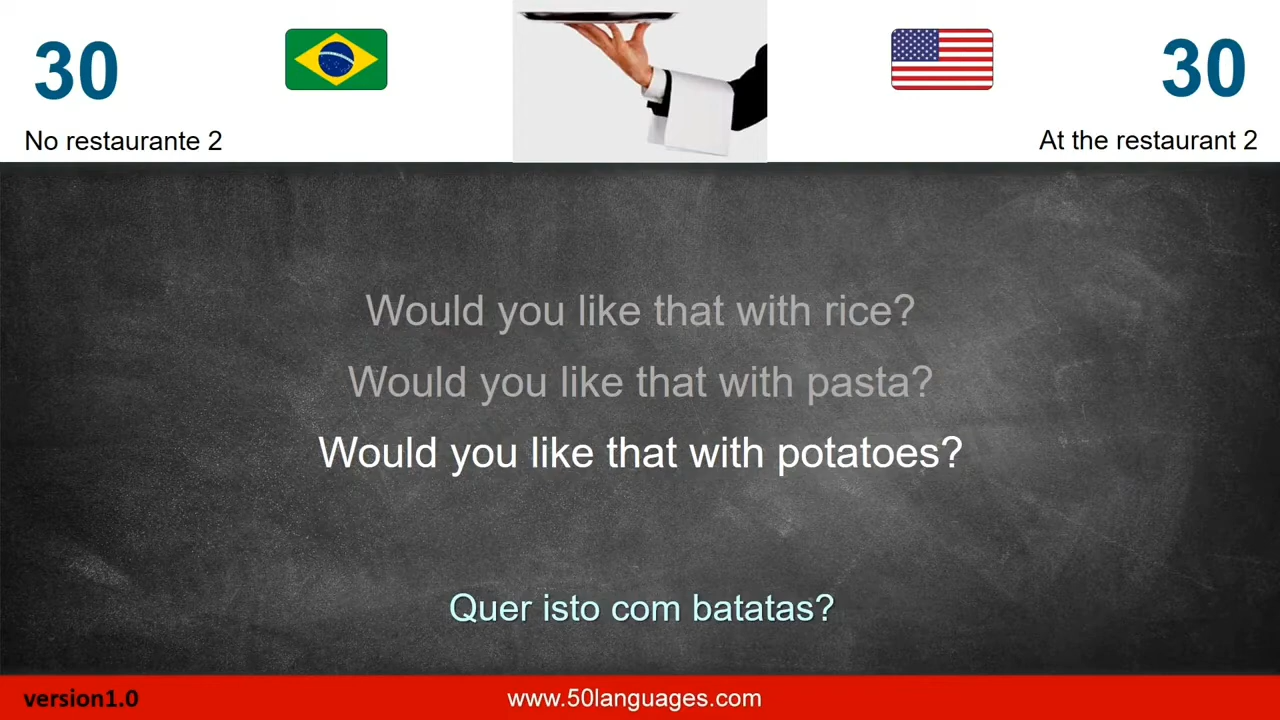 30
30
No restaurante 2
At the restaurant 2
Would you like that with rice?
Would you like that with pasta?
Would you like that with potatoes?
Quer isto com batatas?
version1.0
www.50languages.com